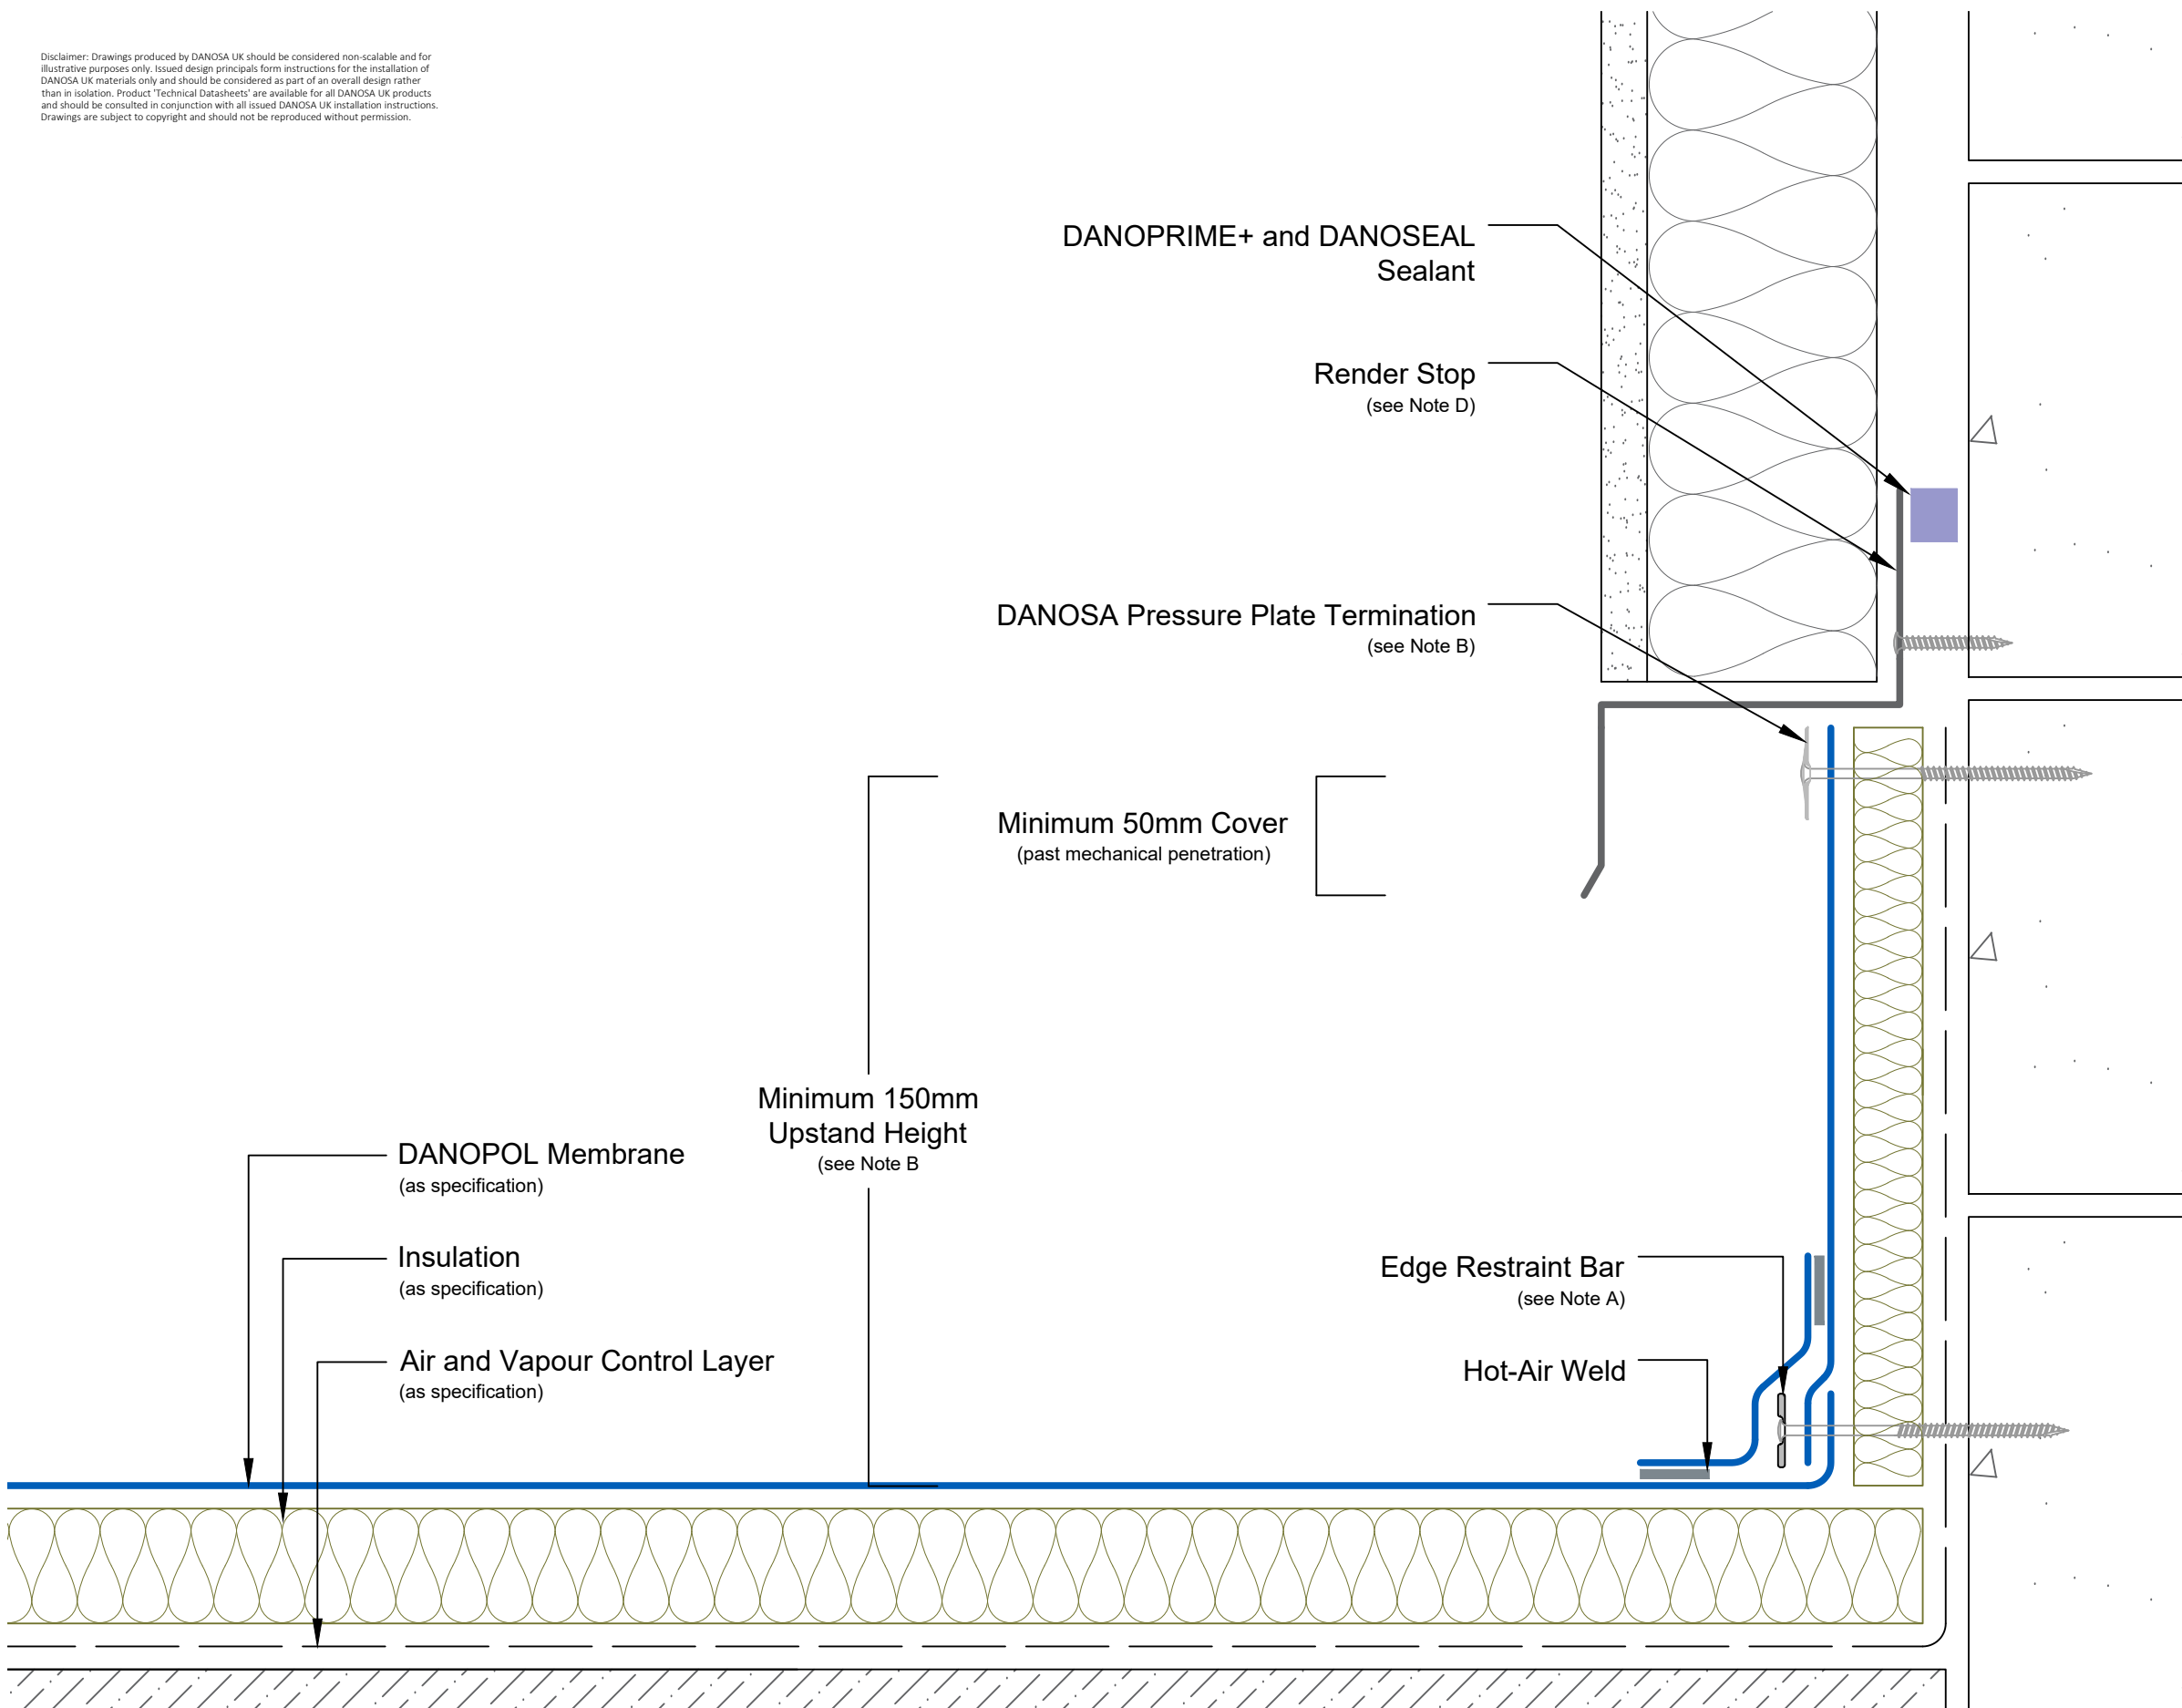 Disclaimer: Drawings produced by DANOSA UK should be considered non-scalable and for
illustrative purposes only. Issued design principals form instructions for the installation of
DANOSA UK materials only and should be considered as part of an overall design rather
than in isolation. Product 'Technical Datasheets' are available for all DANOSA UK products
and should be consulted in conjunction with all issued DANOSA UK installation instructions.
Drawings are subject to copyright and should not be reproduced without permission.
DANOPRIME+ and DANOSEAL
Sealant
Render Stop
(see Note D)
DANOSA Pressure Plate Termination
(see Note B)
Minimum 50mm Cover
(past mechanical penetration)
Minimum 150mm
Upstand Height
(see Note B
DANOPOL Membrane
(as specification)
Insulation
(as specification)
Air and Vapour Control Layer
(as specification)
Edge Restraint Bar
(see Note A)
Hot-Air Weld